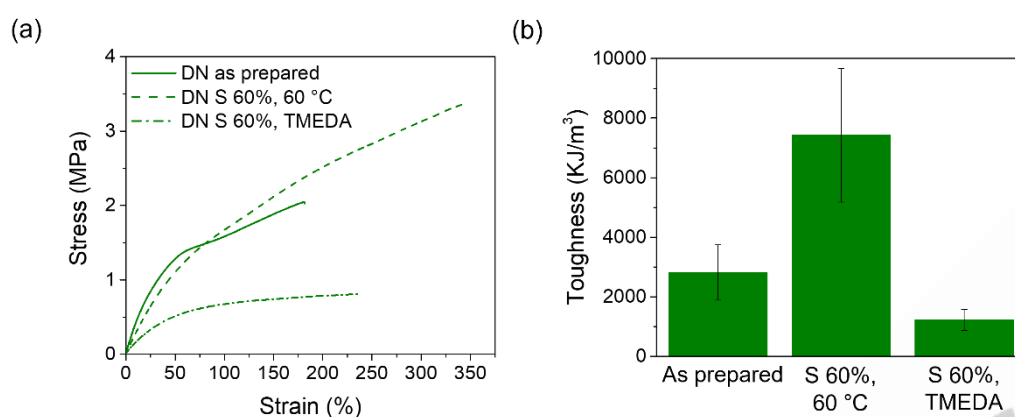 (a)
4
3
2
1
0
Stress (MPa)
DN as prepared
DN S 60%, 60 °C
DN S 60%, TMEDA
0 50 100 150 200 250 300 350
Strain (%)
(b)
10000
8000
6000
4000
2000
0
Toughness (KJ/m³)
As prepared
S 60%,
60 °C
S 60%,
TMEDA